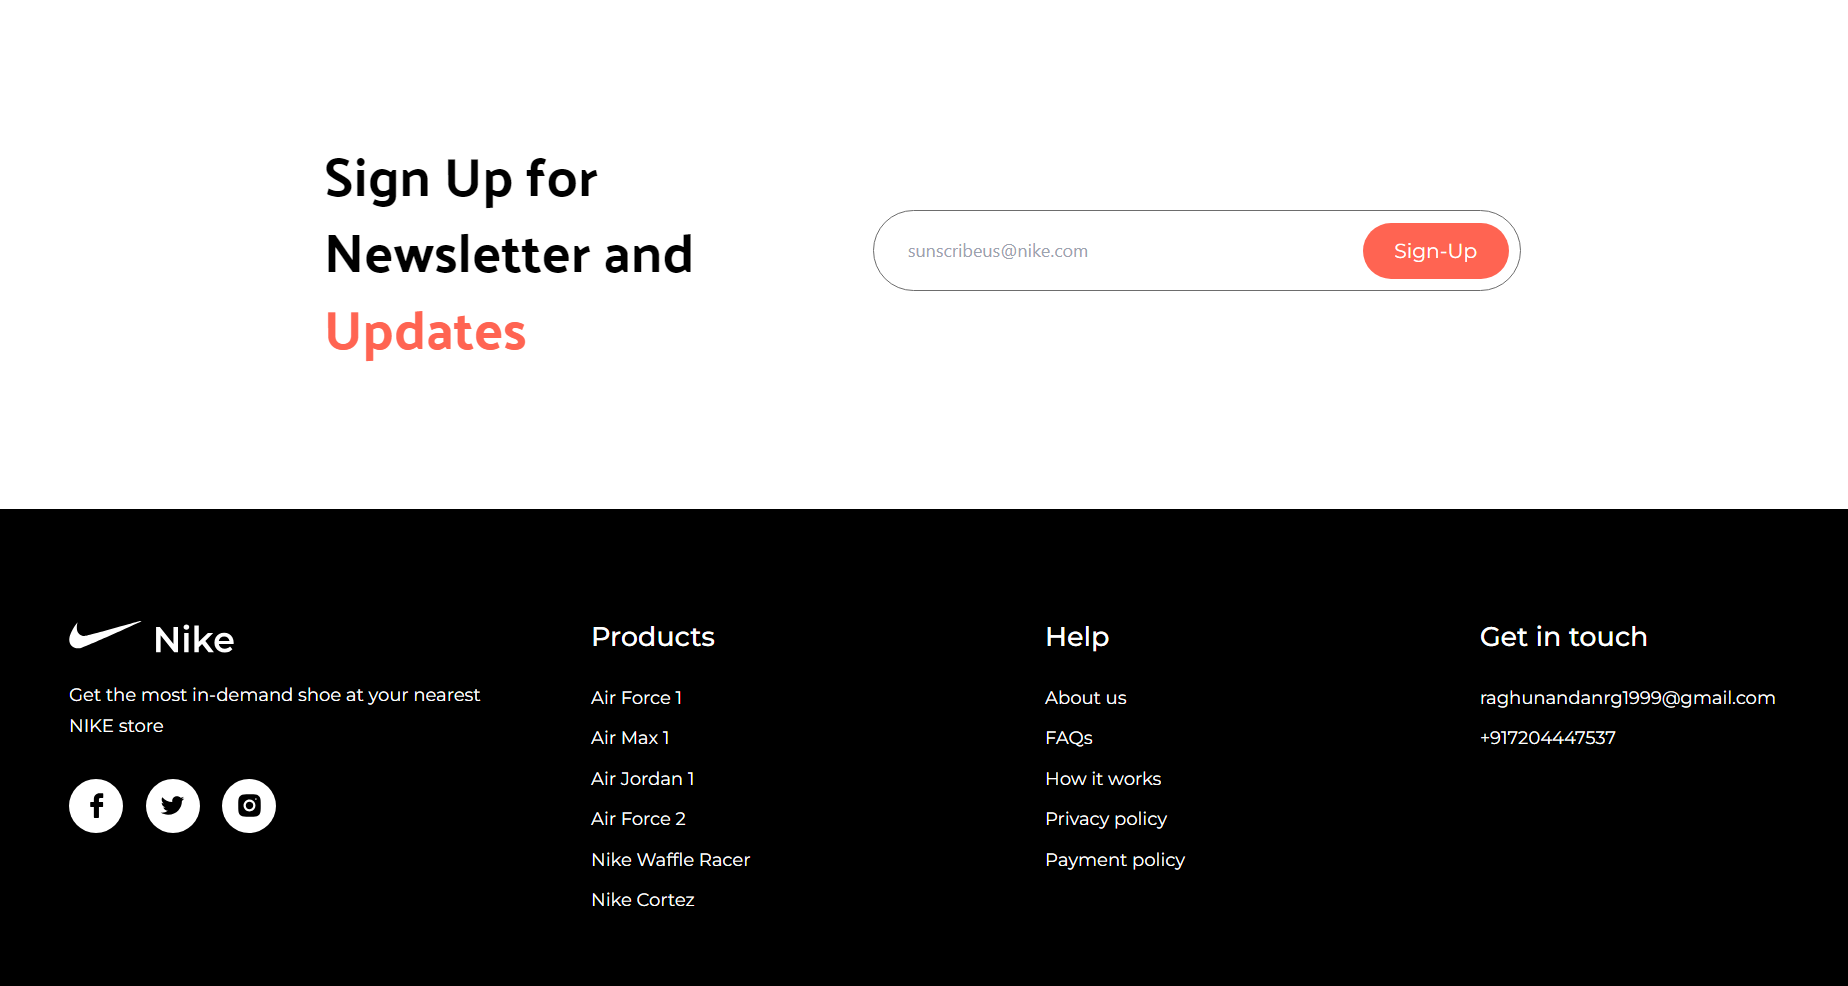 Sign Up for
Newsletter and
Updates
sunscribeus@nike.com
Sign-Up
Nike
Get the most in-demand shoe at your nearest
NIKE store
Products
Air Force 1
Air Max 1
Air Jordan 1
Air Force 2
Nike Waffle Racer
Nike Cortez
Help
About us
FAQs
How it works
Privacy policy
Payment policy
Get in touch
raghunandanrg1999@gmail.com
+917204447537